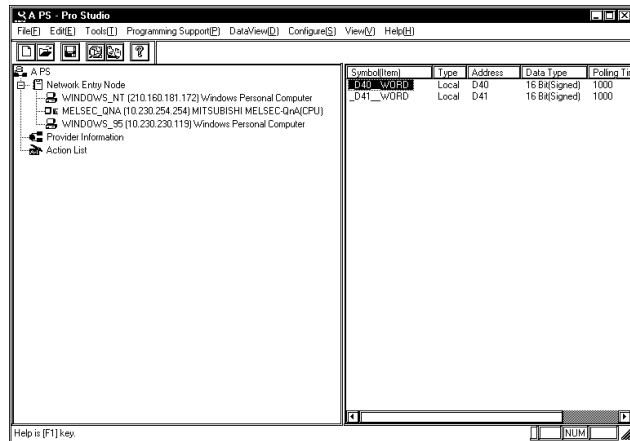 A PS - Pro Studio
File(F) Edit(E) Tools(T) Programming Support(P) DataView(D) Configure(S) View(V) Help(H)
A PS
Network Entry Node
WINDOWS_NT (210.160.181.172) Windows Personal Computer
MELSEC_QNA (10.230.254.254) MITSUBISHI MELSEC-QnA(CPU)
WINDOWS_95 (10.230.230.119) Windows Personal Computer
Provider Information
Action List
Symbol(Item) Type Address Data Type Polling Tim
_D40__WORD Local D40 16 Bit(Signed) 1000
_D41__WORD Local D41 16 Bit(Signed) 1000
Help is [F1] key.
NUM